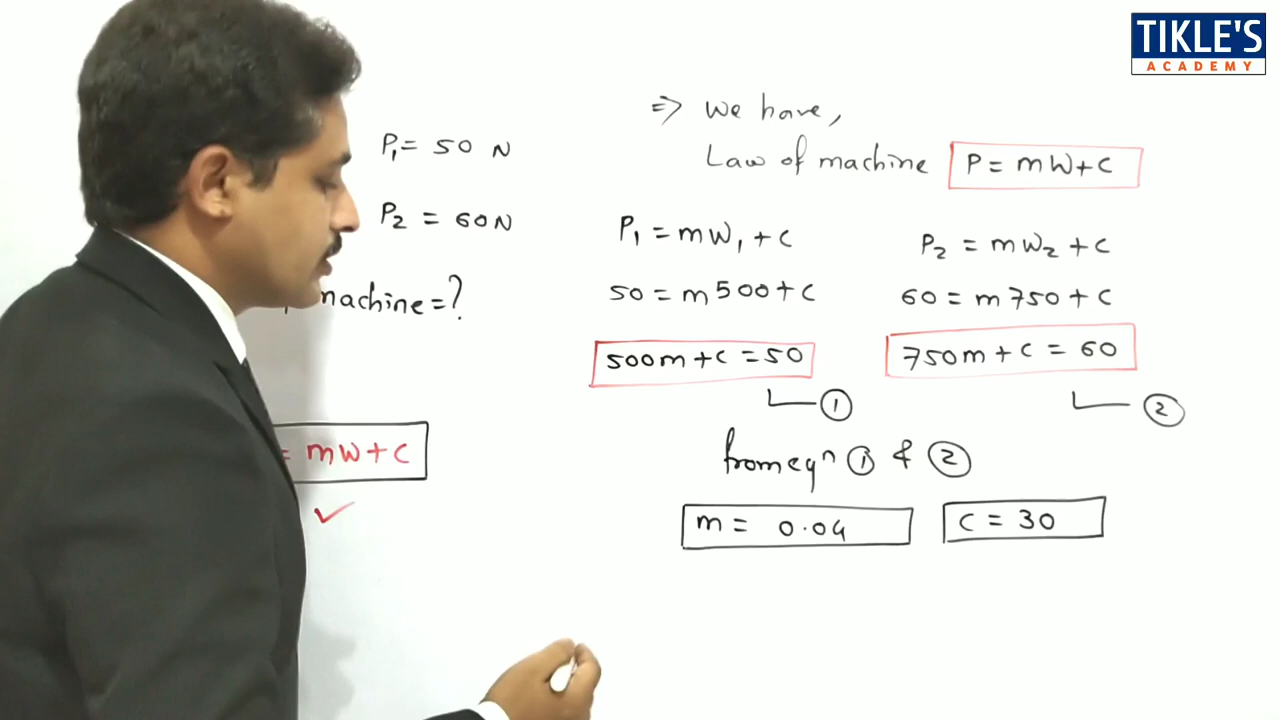 TIKLE'S
ACADEMY
P₁ = 50 N
P₂ = 60N
machine = ?
= mW+C
✓
⇒ We have,
Law of machine P = mW+C
P₁ = mW₁ + C
50 = m500+C
500m+C = 50
①
P₂ = mW₂ + C
60 = m750+C
750m+C = 60
②
from eqⁿ ① & ②
m = 0.04
C = 30